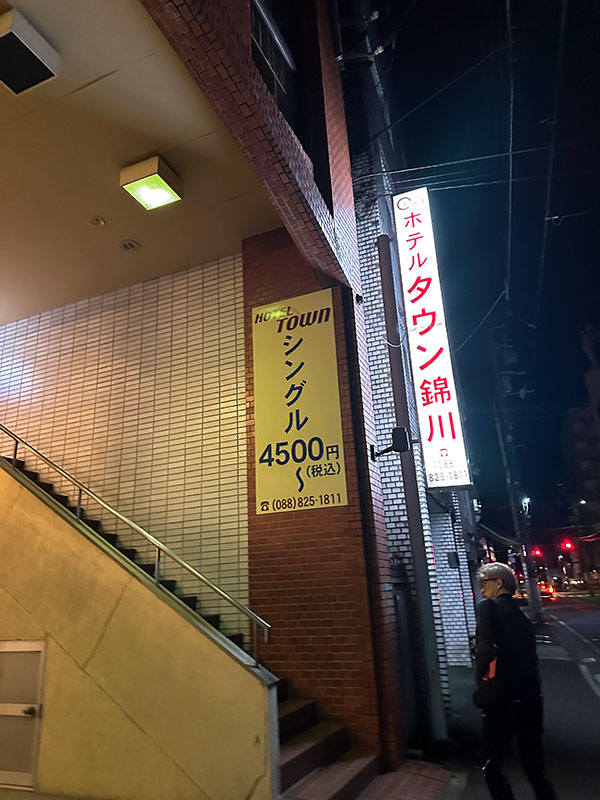 HOTEL
TOWN
シングル
4500円
(税込)
〜
☎ (088) 825-1811
ホテルタウン錦川
☎(088)
825-1811